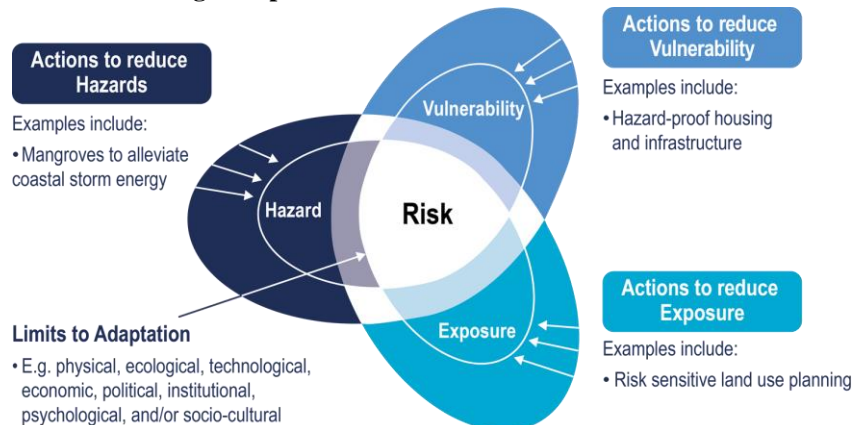 Actions to reduce
Hazards
Examples include:
• Mangroves to alleviate
coastal storm energy
Actions to reduce
Vulnerability
Examples include:
• Hazard-proof housing
and infrastructure
Vulnerability
Hazard
Risk
Exposure
Limits to Adaptation
• E.g. physical, ecological, technological,
economic, political, institutional,
psychological, and/or socio-cultural
Actions to reduce
Exposure
Examples include:
• Risk sensitive land use planning